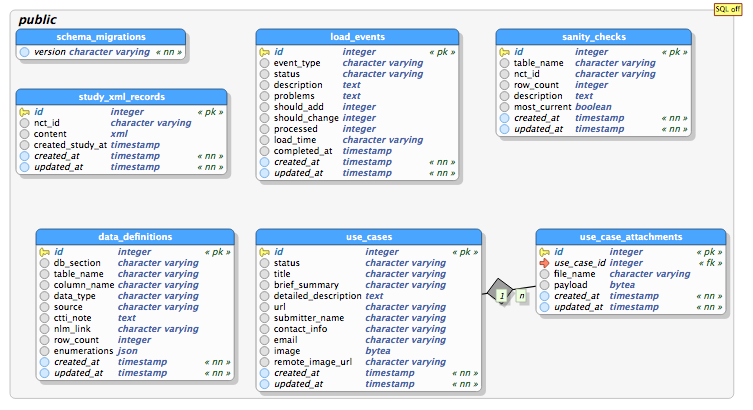 SQL off
public
schema_migrations
version character varying « nn »
load_events
id integer « pk »
event_type character varying
status character varying
description text
problems text
should_add integer
should_change integer
processed integer
load_time character varying
completed_at timestamp
created_at timestamp « nn »
updated_at timestamp « nn »
sanity_checks
id integer « pk »
table_name character varying
nct_id character varying
row_count integer
description text
most_current boolean
created_at timestamp « nn »
updated_at timestamp « nn »
study_xml_records
id integer « pk »
nct_id character varying
content xml
created_study_at timestamp
created_at timestamp « nn »
updated_at timestamp « nn »
data_definitions
id integer « pk »
db_section character varying
table_name character varying
column_name character varying
data_type character varying
source character varying
ctti_note text
nlm_link character varying
row_count integer
enumerations json
created_at timestamp « nn »
updated_at timestamp « nn »
use_cases
id integer « pk »
status character varying
title character varying
brief_summary character varying
detailed_description text
url character varying
submitter_name character varying
contact_info character varying
email character varying
image bytea
remote_image_url character varying
created_at timestamp « nn »
updated_at timestamp « nn »
1 n
use_case_attachments
id integer « pk »
use_case_id integer « fk »
file_name character varying
payload bytea
created_at timestamp « nn »
updated_at timestamp « nn »